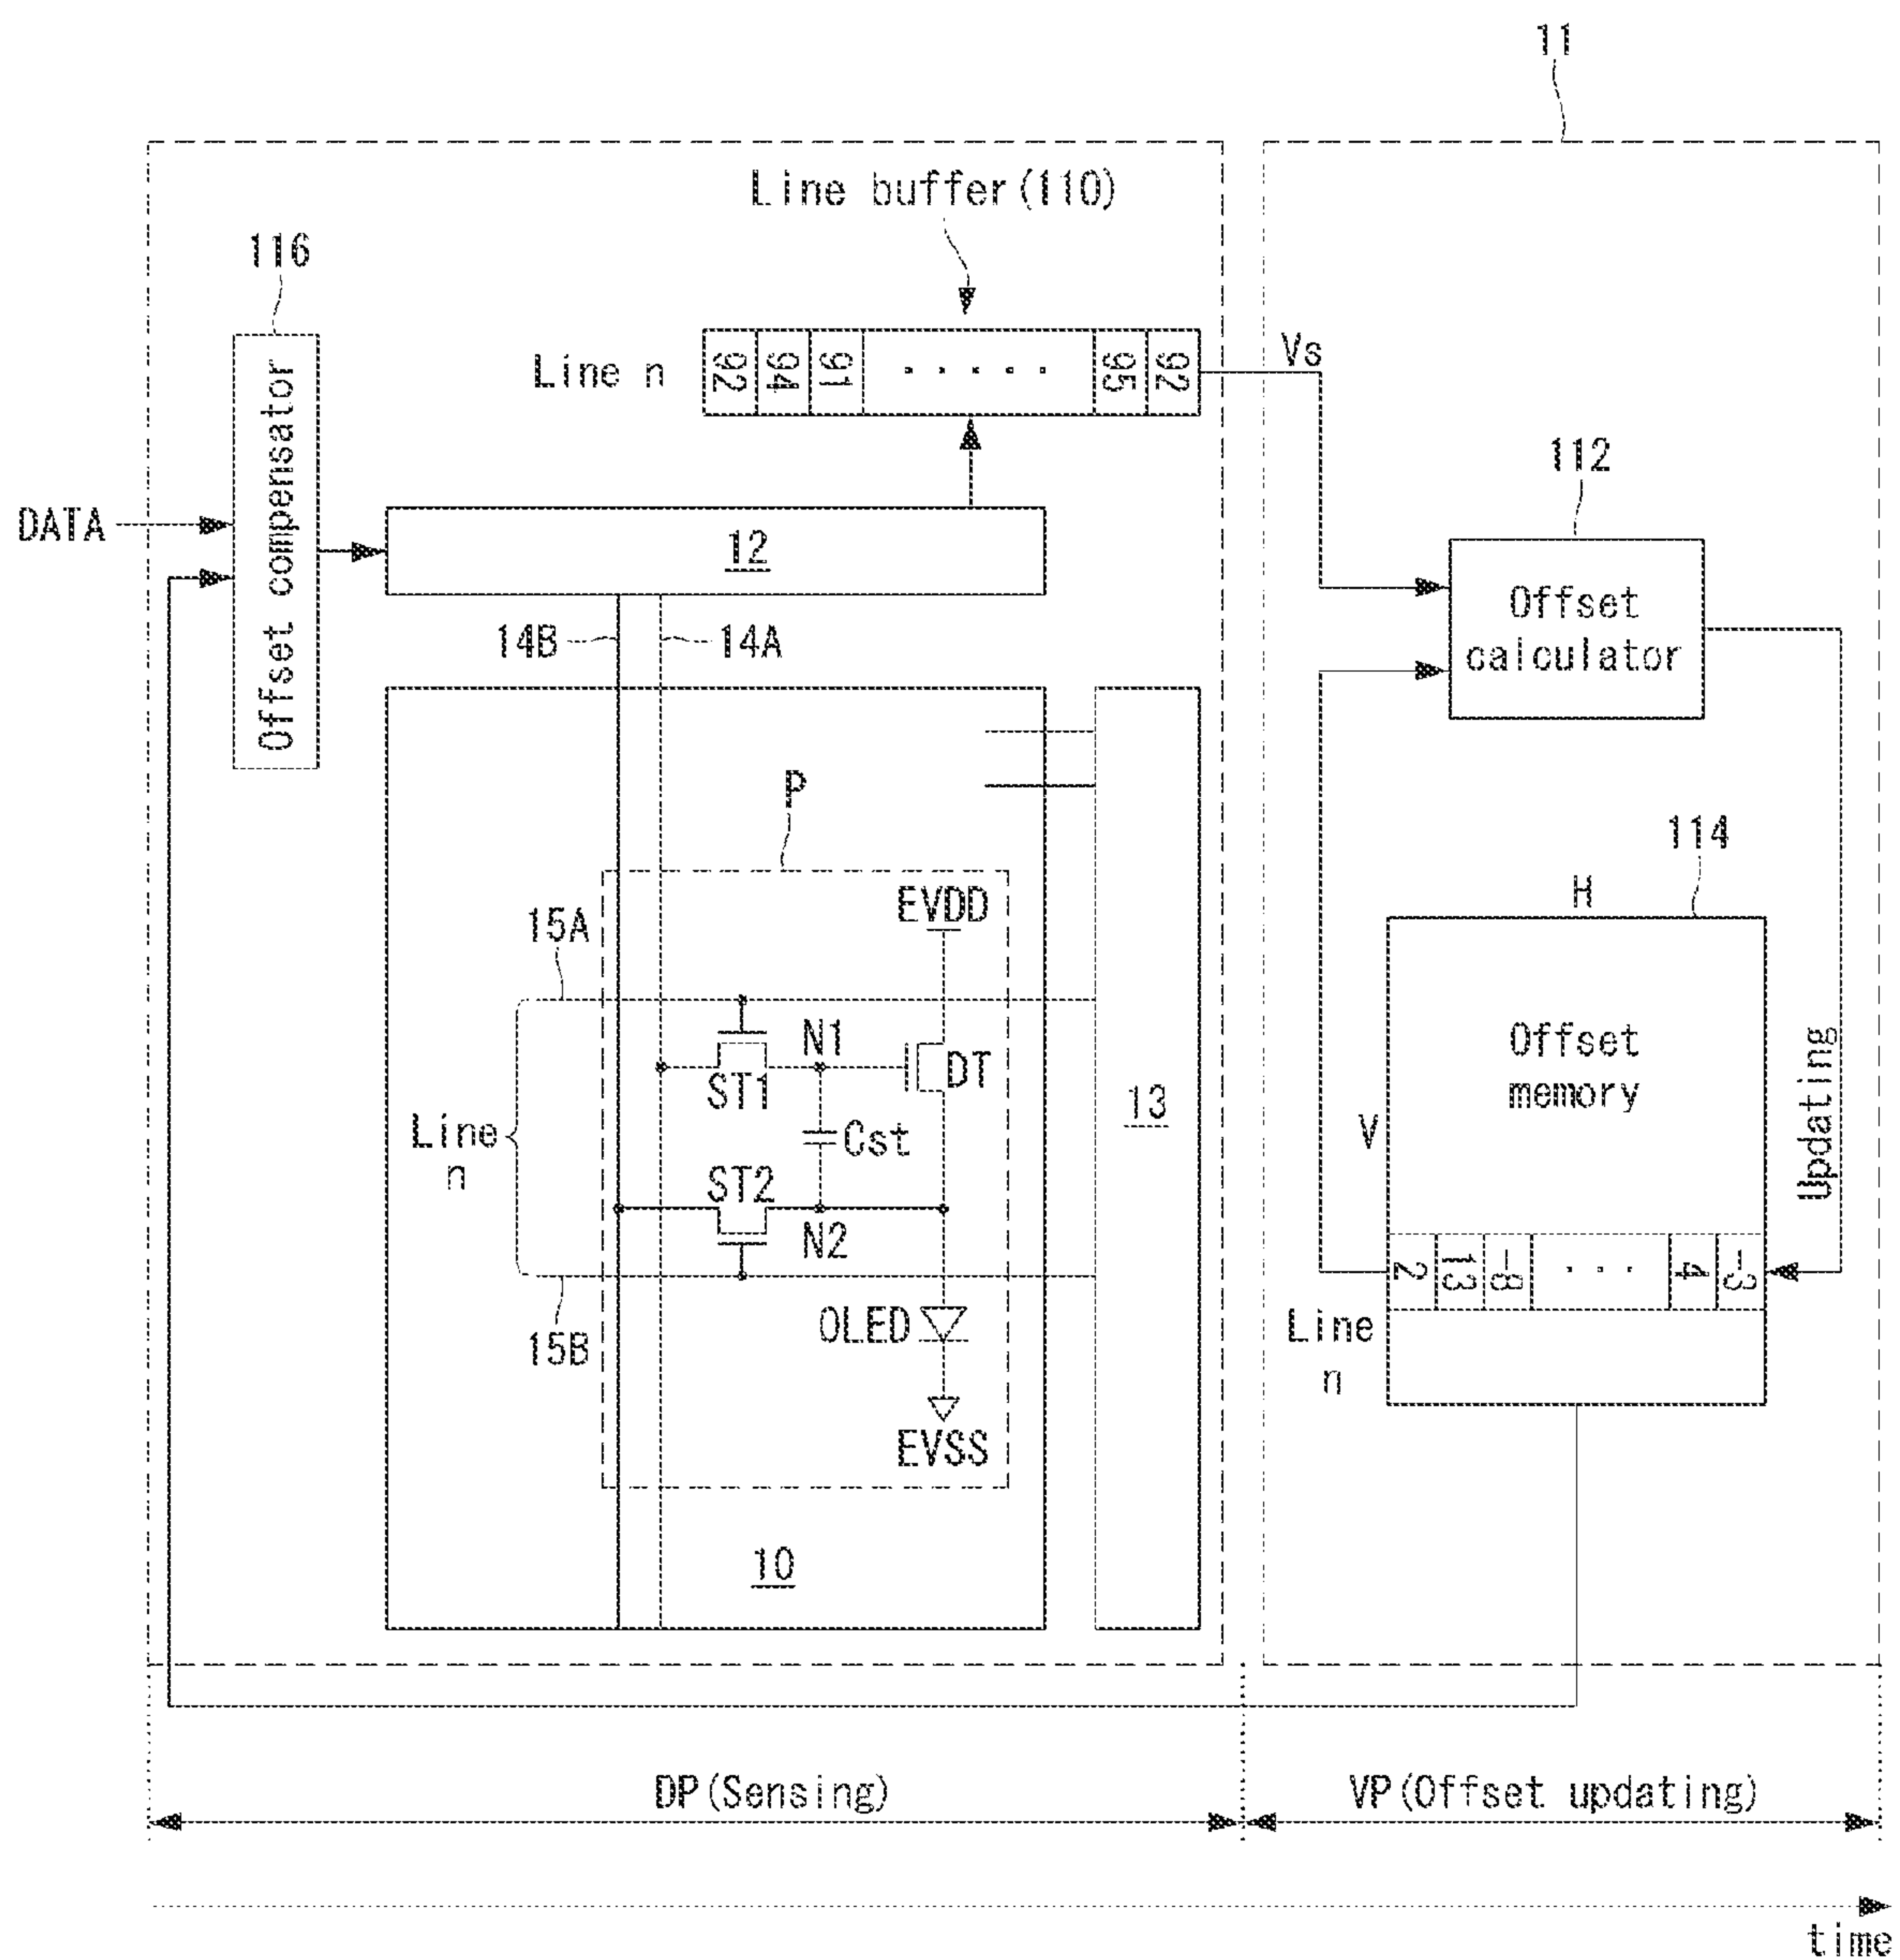 11
Line buffer(110)
116
Line n
92
94
91
.....
95
92
Vs
Offset compensator
DATA
12
112
Offset
calculator
14B
14A
P
114
H
EVDD
15A
N1
DT
ST1
13
Offset
memory
V
Updating
Line
n
Cst
ST2
N2
2
13
-8
...
4
-3
OLED
15B
Line
n
EVSS
10
DP(Sensing)
VP(Offset updating)
time